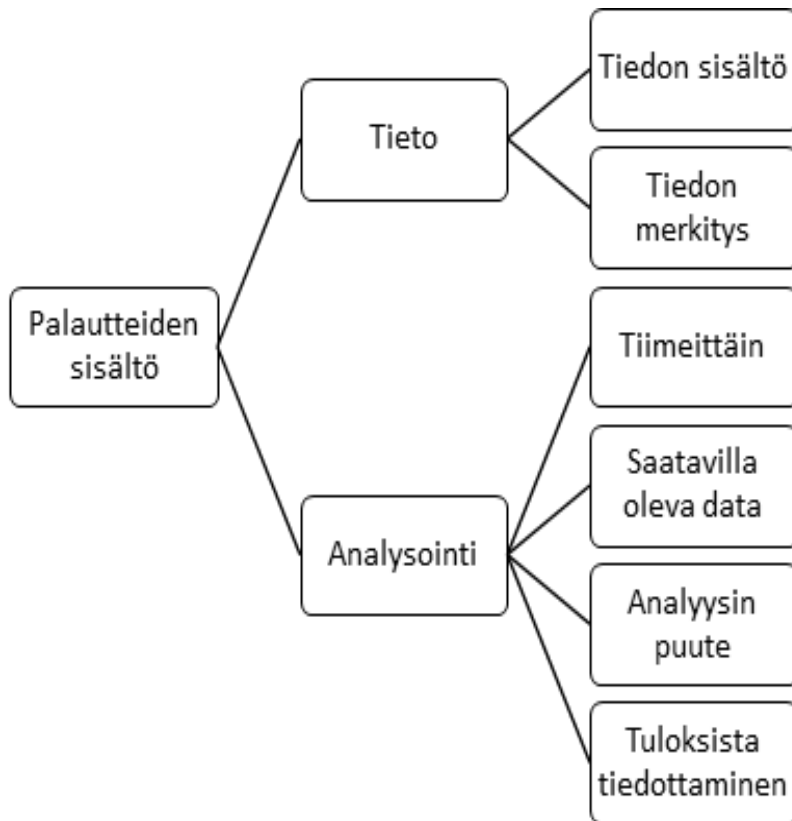 Palautteiden
sisältö
Tieto
Tiedon sisältö
Tiedon
merkitys
Analysointi
Tiimeittäin
Saatavilla
oleva data
Analyysin
puute
Tuloksista
tiedottaminen